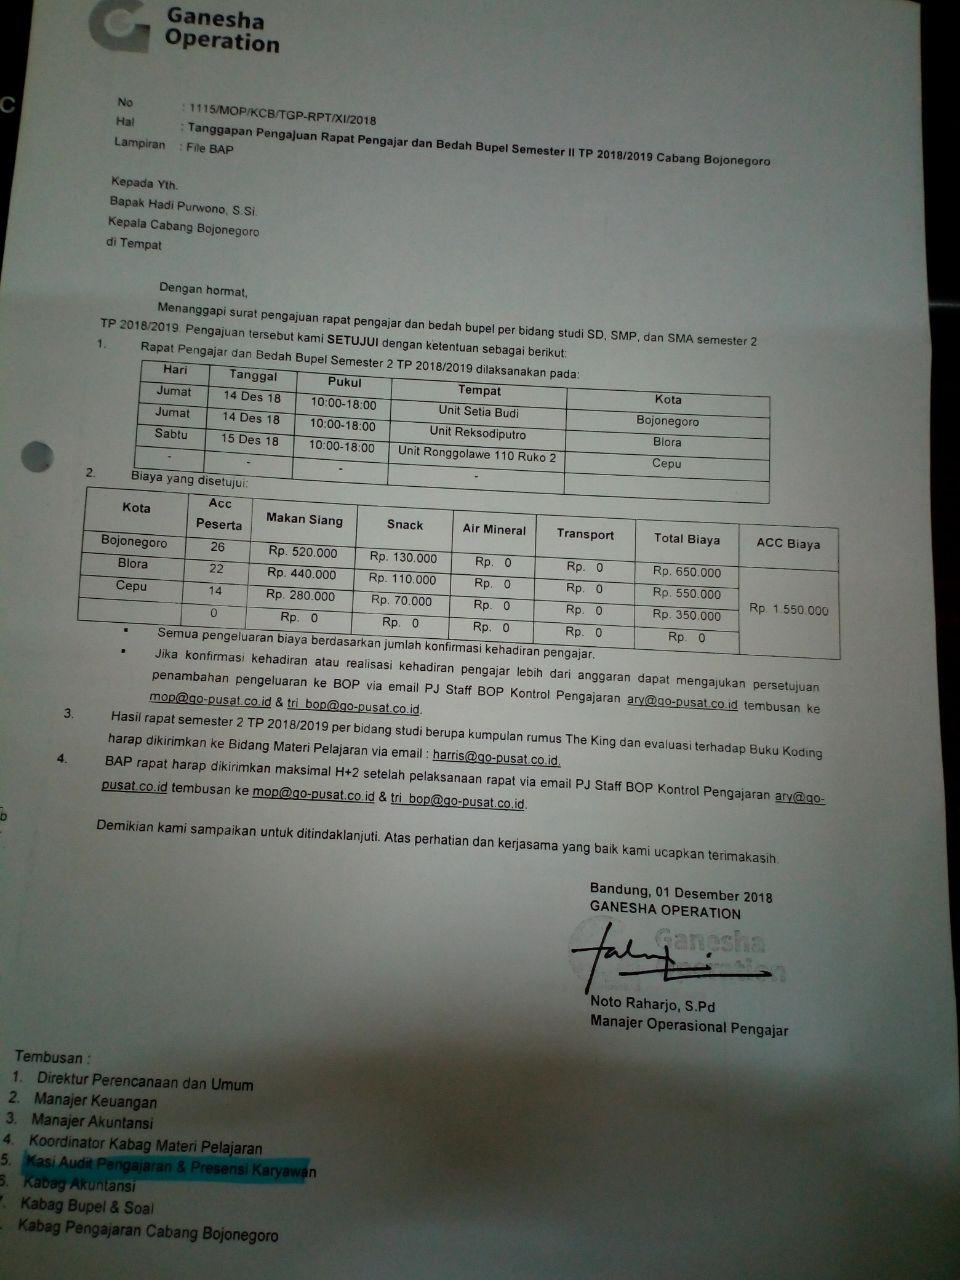 Ganesha
Operation
No : 1115/MOP/KCB/TGP-RPT/XI/2018
Hal : Tanggapan Pengajuan Rapat Pengajar dan Bedah Bupel Semester II TP 2018/2019 Cabang Bojonegoro
Lampiran : File BAP
Kepada Yth.
Bapak Hadi Purwono, S.Si.
Kepala Cabang Bojonegoro
di Tempat
Dengan hormat,
Menanggapi surat pengajuan rapat pengajar dan bedah bupel per bidang studi SD, SMP, dan SMA semester 2
TP 2018/2019. Pengajuan tersebut kami SETUJUI dengan ketentuan sebagai berikut:
1. Rapat Pengajar dan Bedah Bupel Semester 2 TP 2018/2019 dilaksanakan pada:
Hari Tanggal Pukul Tempat Kota
Jumat 14 Des 18 10:00-18:00 Unit Setia Budi Bojonegoro
Jumat 14 Des 18 10:00-18:00 Unit Reksodiputro Blora
Sabtu 15 Des 18 10:00-18:00 Unit Ronggolawe 110 Ruko 2 Cepu
- - - -
2. Biaya yang disetujui:
Kota Acc Peserta Makan Siang Snack Air Mineral Transport Total Biaya ACC Biaya
Bojonegoro 26 Rp. 520.000 Rp. 130.000 Rp. 0 Rp. 0 Rp. 650.000
Blora 22 Rp. 440.000 Rp. 110.000 Rp. 0 Rp. 0 Rp. 550.000
Cepu 14 Rp. 280.000 Rp. 70.000 Rp. 0 Rp. 0 Rp. 350.000 Rp. 1.550.000
0 Rp. 0 Rp. 0 Rp. 0 Rp. 0 Rp. 0
▪ Semua pengeluaran biaya berdasarkan jumlah konfirmasi kehadiran pengajar.
▪ Jika konfirmasi kehadiran atau realisasi kehadiran pengajar lebih dari anggaran dapat mengajukan persetujuan
penambahan pengeluaran ke BOP via email PJ Staff BOP Kontrol Pengajaran ary@go-pusat.co.id tembusan ke
mop@go-pusat.co.id & tri_bop@go-pusat.co.id.
3. Hasil rapat semester 2 TP 2018/2019 per bidang studi berupa kumpulan rumus The King dan evaluasi terhadap Buku Koding
harap dikirimkan ke Bidang Materi Pelajaran via email : harris@go-pusat.co.id.
4. BAP rapat harap dikirimkan maksimal H+2 setelah pelaksanaan rapat via email PJ Staff BOP Kontrol Pengajaran ary@go-
pusat.co.id tembusan ke mop@go-pusat.co.id & tri_bop@go-pusat.co.id.
Demikian kami sampaikan untuk ditindaklanjuti. Atas perhatian dan kerjasama yang baik kami ucapkan terimakasih.
Bandung, 01 Desember 2018
GANESHA OPERATION
Ganesha
Operation
Noto Raharjo, S.Pd
Manajer Operasional Pengajar
Tembusan :
1. Direktur Perencanaan dan Umum
2. Manajer Keuangan
3. Manajer Akuntansi
4. Koordinator Kabag Materi Pelajaran
5. Kasi Audit Pengajaran & Presensi Karyawan
Kabag Akuntansi
Kabag Bupel & Soal
Kabag Pengajaran Cabang Bojonegoro